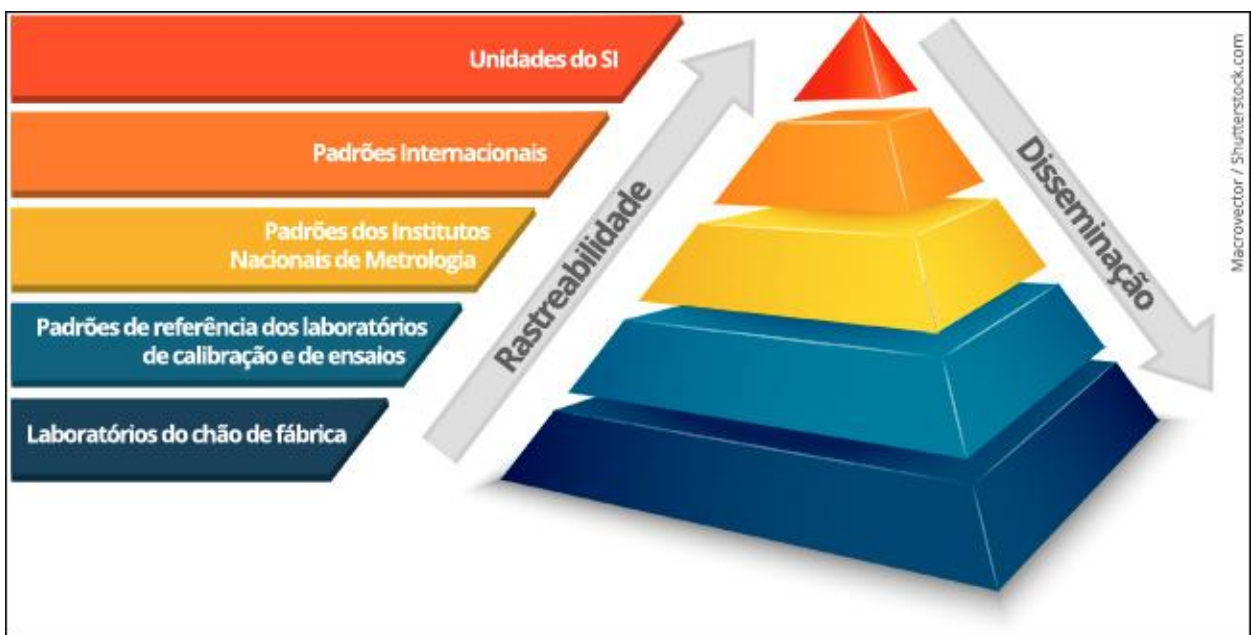 Unidades do SI
Padrões Internacionais
Padrões dos Institutos
Nacionais de Metrologia
Padrões de referência dos laboratórios
de calibração e de ensaios
Laboratórios do chão de fábrica
Rastreabilidade
Disseminação
Macrovector / Shutterstock.com